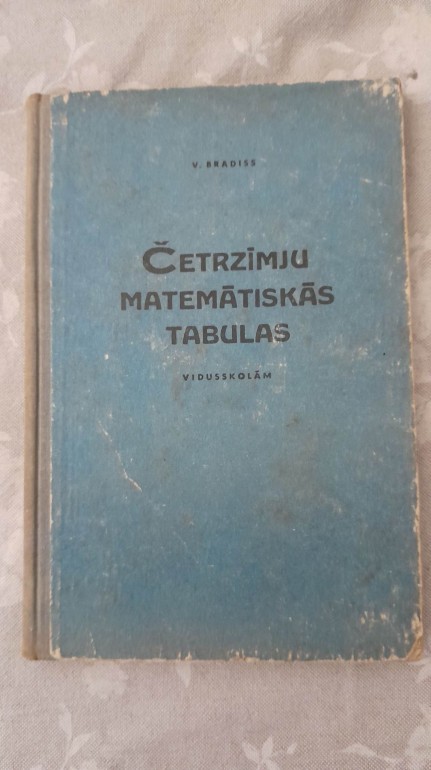 V. BRADISS
ČETRZĪMJU
MATEMĀTISKĀS
TABULAS
VIDUSSKOLĀM